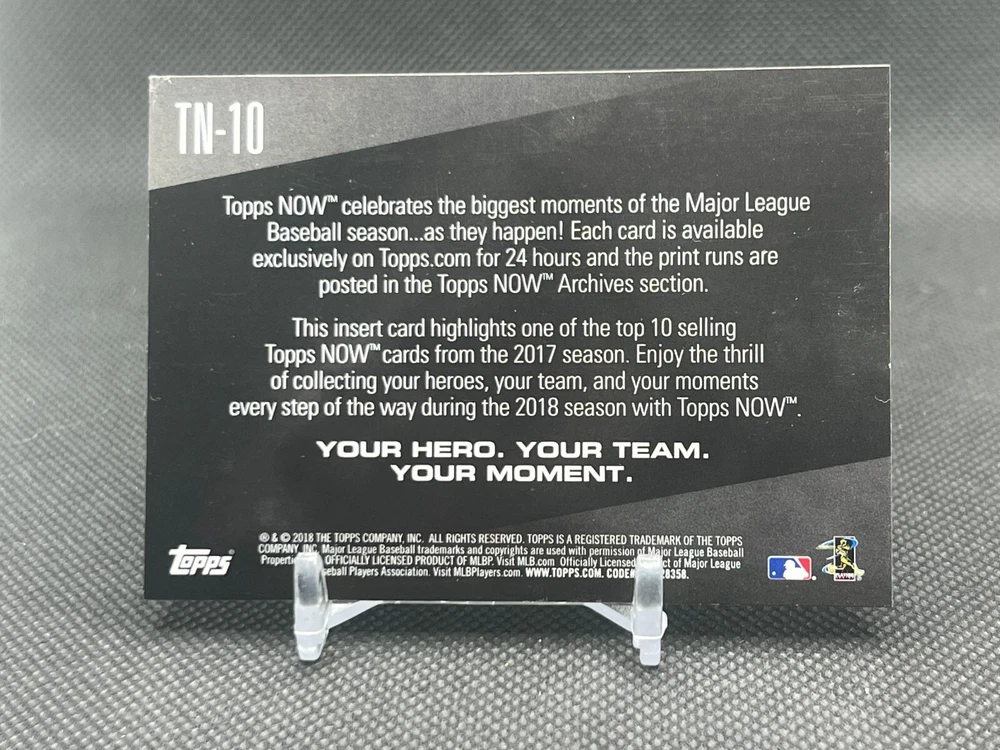 TN-10
Topps NOW™ celebrates the biggest moments of the Major League
Baseball season...as they happen! Each card is available
exclusively on Topps.com for 24 hours and the print runs are
posted in the Topps NOW™ Archives section.
This insert card highlights one of the top 10 selling
Topps NOW™ cards from the 2017 season. Enjoy the thrill
of collecting your heroes, your team, and your moments
every step of the way during the 2018 season with Topps NOW™.
YOUR HERO. YOUR TEAM.
YOUR MOMENT.
® & © 2018 THE TOPPS COMPANY, INC. ALL RIGHTS RESERVED. TOPPS IS A REGISTERED TRADEMARK OF THE TOPPS
COMPANY, INC. Major League Baseball trademarks and copyrights are used with permission of Major League Baseball
OFFICIALLY LICENSED PRODUCT OF MLBP. Visit MLB.com Officially Licensed of Major League
Players Association. Visit MLBPlayers.com. WWW.TOPPS.COM.
topps®